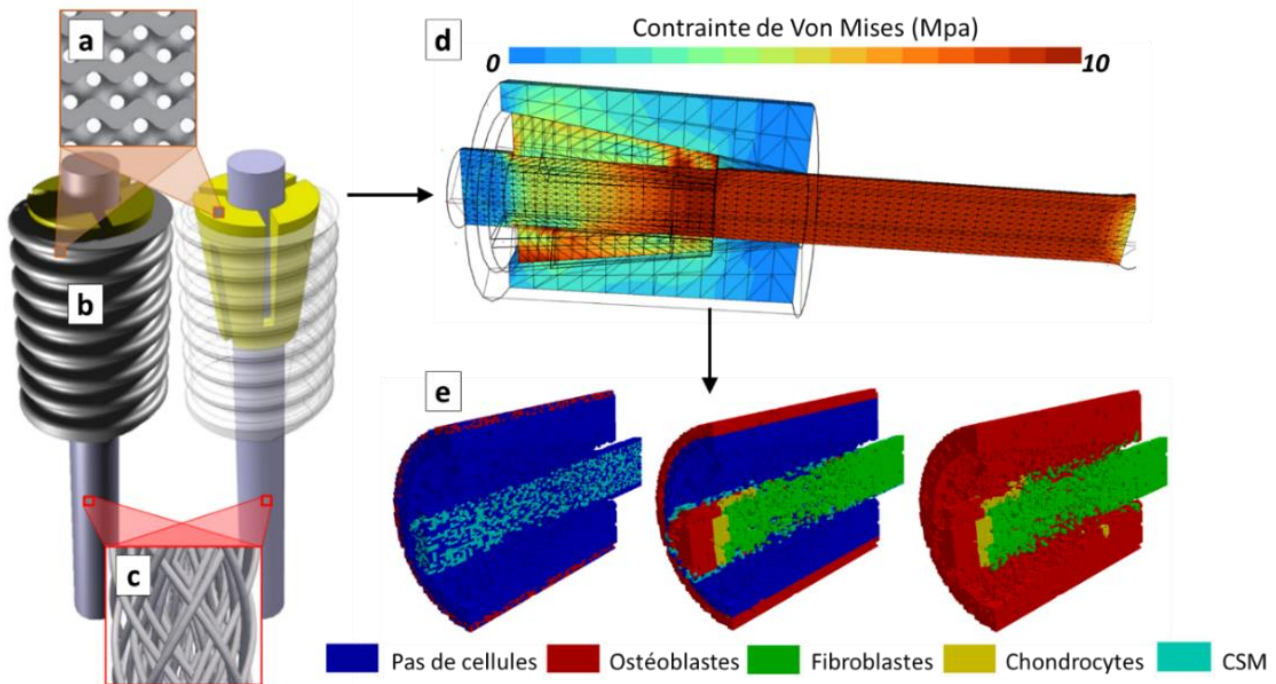 a
b
c
d
Contrainte de Von Mises (Mpa)
0
10
e
Pas de cellules
Ostéoblastes
Fibroblastes
Chondrocytes
CSM